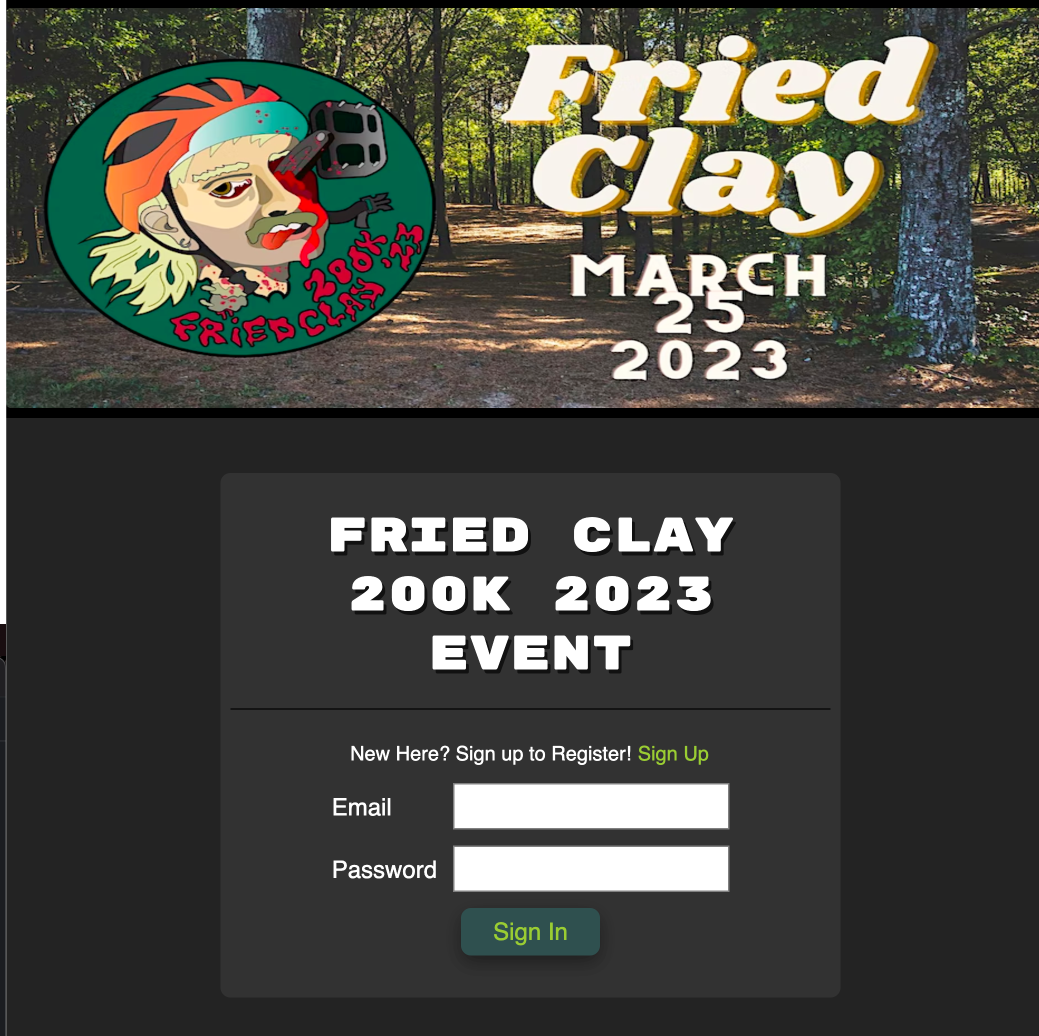 Fried
Clay
MARCH
25
2023
200K '23
FRiED CLAY
FRIED CLAY
200K 2023
EVENT
New Here? Sign up to Register! Sign Up
Email
Password
Sign In